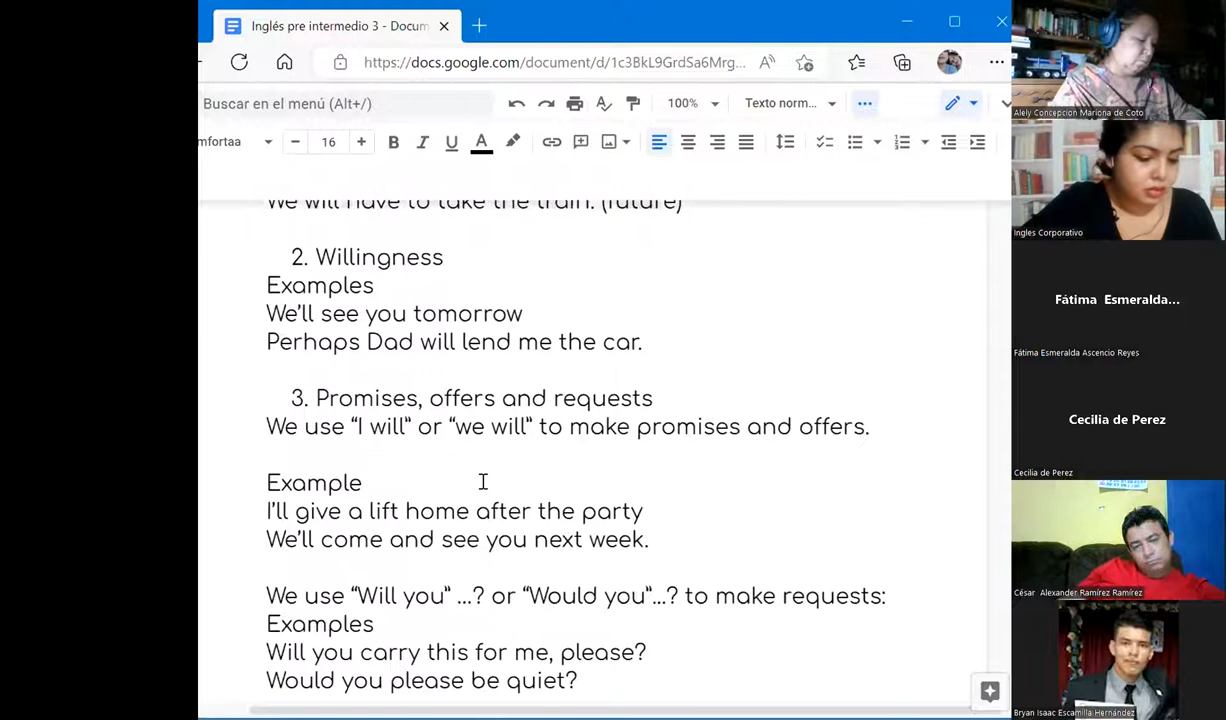 Inglés pre intermedio 3 - Docum
https://docs.google.com/document/d/1c3BkL9GrdSa6Mrg...
Buscar en el menú (Alt+/)
100%
Texto norm...
mfortaa
16
We will have to take the train. (future)
2. Willingness
Examples
We'll see you tomorrow
Perhaps Dad will lend me the car.
3. Promises, offers and requests
We use “I will” or “we will” to make promises and offers.
Example
I'll give a lift home after the party
We'll come and see you next week.
We use “Will you” ...? or “Would you”...? to make requests:
Examples
Will you carry this for me, please?
Would you please be quiet?
Alely Concepcion Mariona de Coto
Ingles Corporativo
Fátima Esmeralda...
Fátima Esmeralda Ascencio Reyes
Cecilia de Perez
Cecilia de Perez
César Alexander Ramírez Ramírez
Bryan Isaac Escamilla Hernández